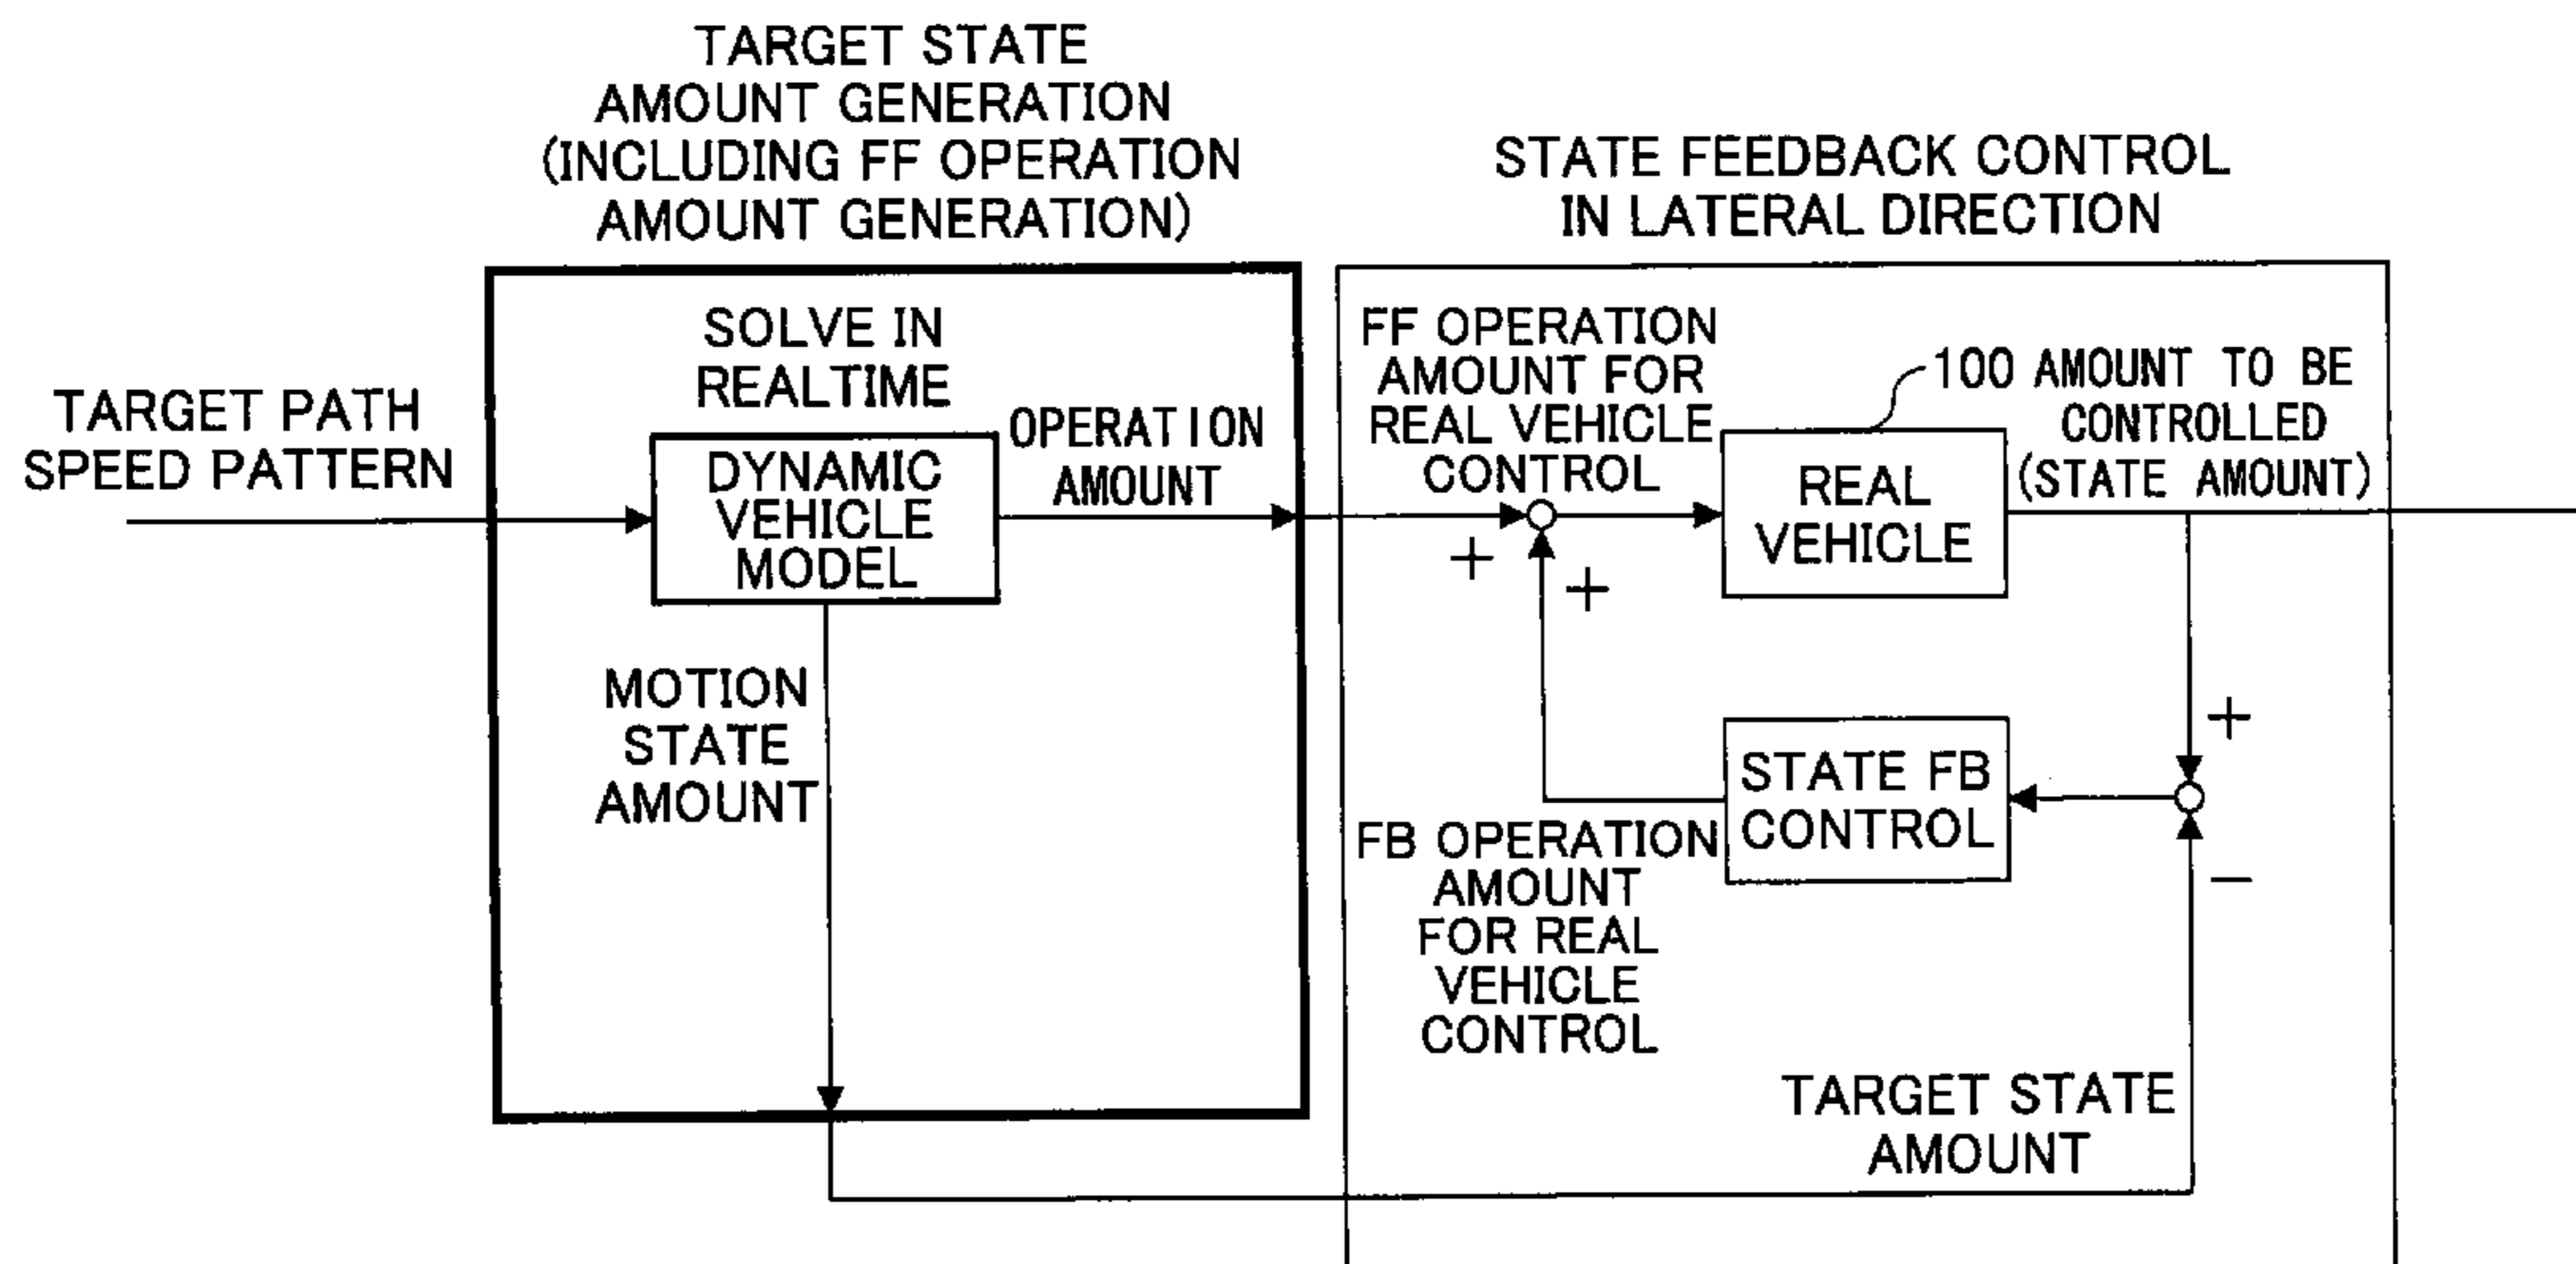 TARGET STATE
AMOUNT GENERATION
(INCLUDING FF OPERATION
AMOUNT GENERATION)
STATE FEEDBACK CONTROL
IN LATERAL DIRECTION
TARGET PATH
SPEED PATTERN
SOLVE IN
REALTIME
DYNAMIC
VEHICLE
MODEL
OPERATION
AMOUNT
MOTION
STATE
AMOUNT
FF OPERATION
AMOUNT FOR
REAL VEHICLE
CONTROL
+
+
100
REAL
VEHICLE
AMOUNT TO BE
CONTROLLED
(STATE AMOUNT)
+
−
STATE FB
CONTROL
FB OPERATION
AMOUNT
FOR REAL
VEHICLE
CONTROL
TARGET STATE
AMOUNT